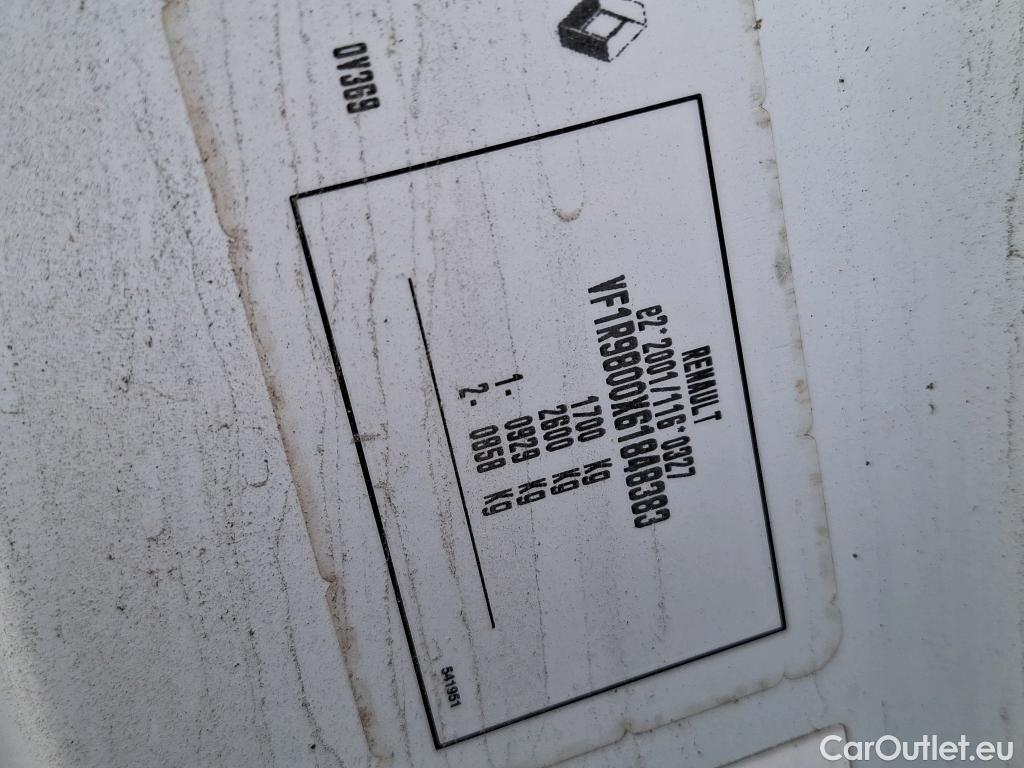 RENAULT
e2*2001/116*0327
VF1R9800X61848383
1700 Kg
2600 Kg
1- 0929 Kg
2- 0858 Kg
541951
0V369
CarOutlet.eu